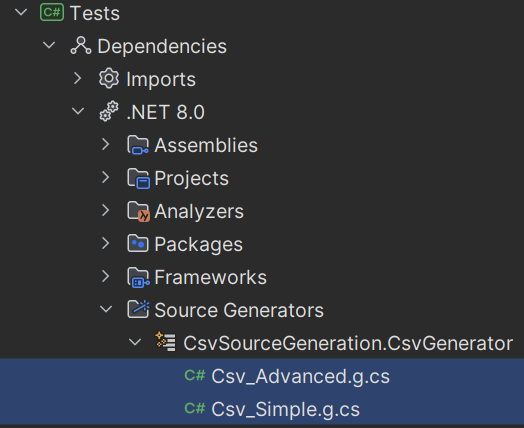 C# Tests
Dependencies
Imports
.NET 8.0
Assemblies
Projects
Analyzers
Packages
Frameworks
Source Generators
CsvSourceGeneration.CsvGenerator
C# Csv_Advanced.g.cs
C# Csv_Simple.g.cs